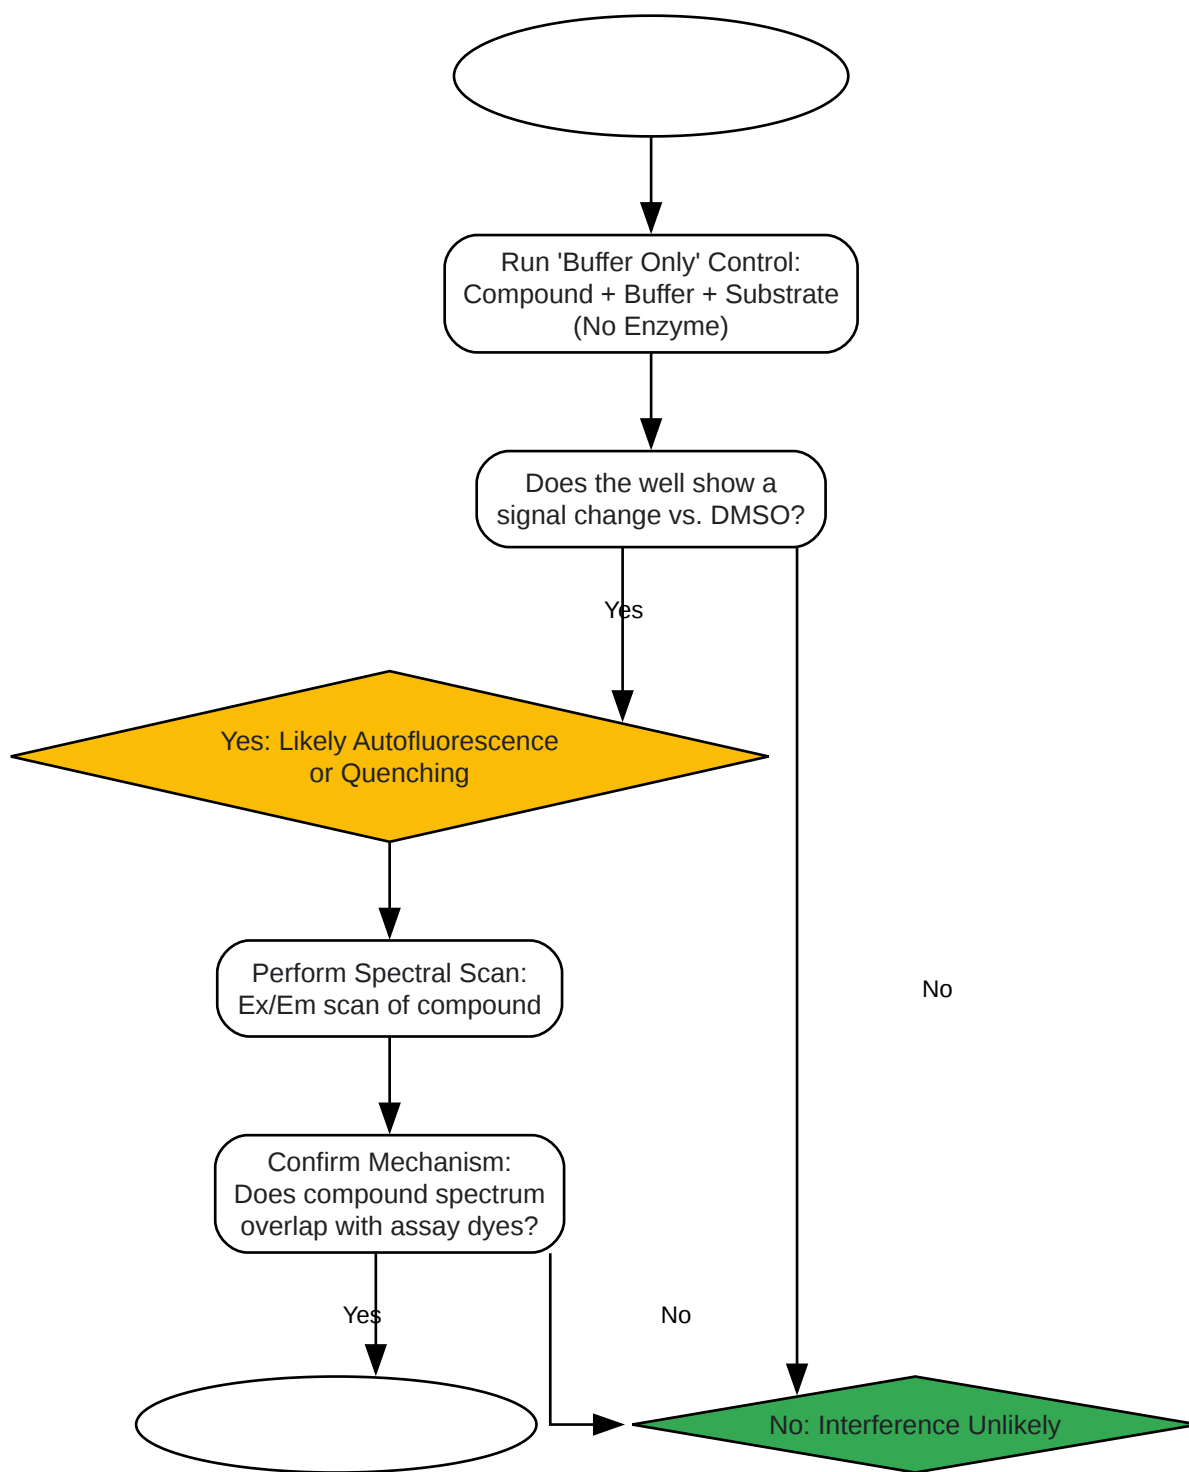 Run 'Buffer Only' Control:
Compound + Buffer + Substrate
(No Enzyme)
Does the well show a
signal change vs. DMSO?
Yes
Yes: Likely Autofluorescence
or Quenching
Perform Spectral Scan:
Ex/Em scan of compound
No
Confirm Mechanism:
Does compound spectrum
overlap with assay dyes?
Yes
No
No: Interference Unlikely